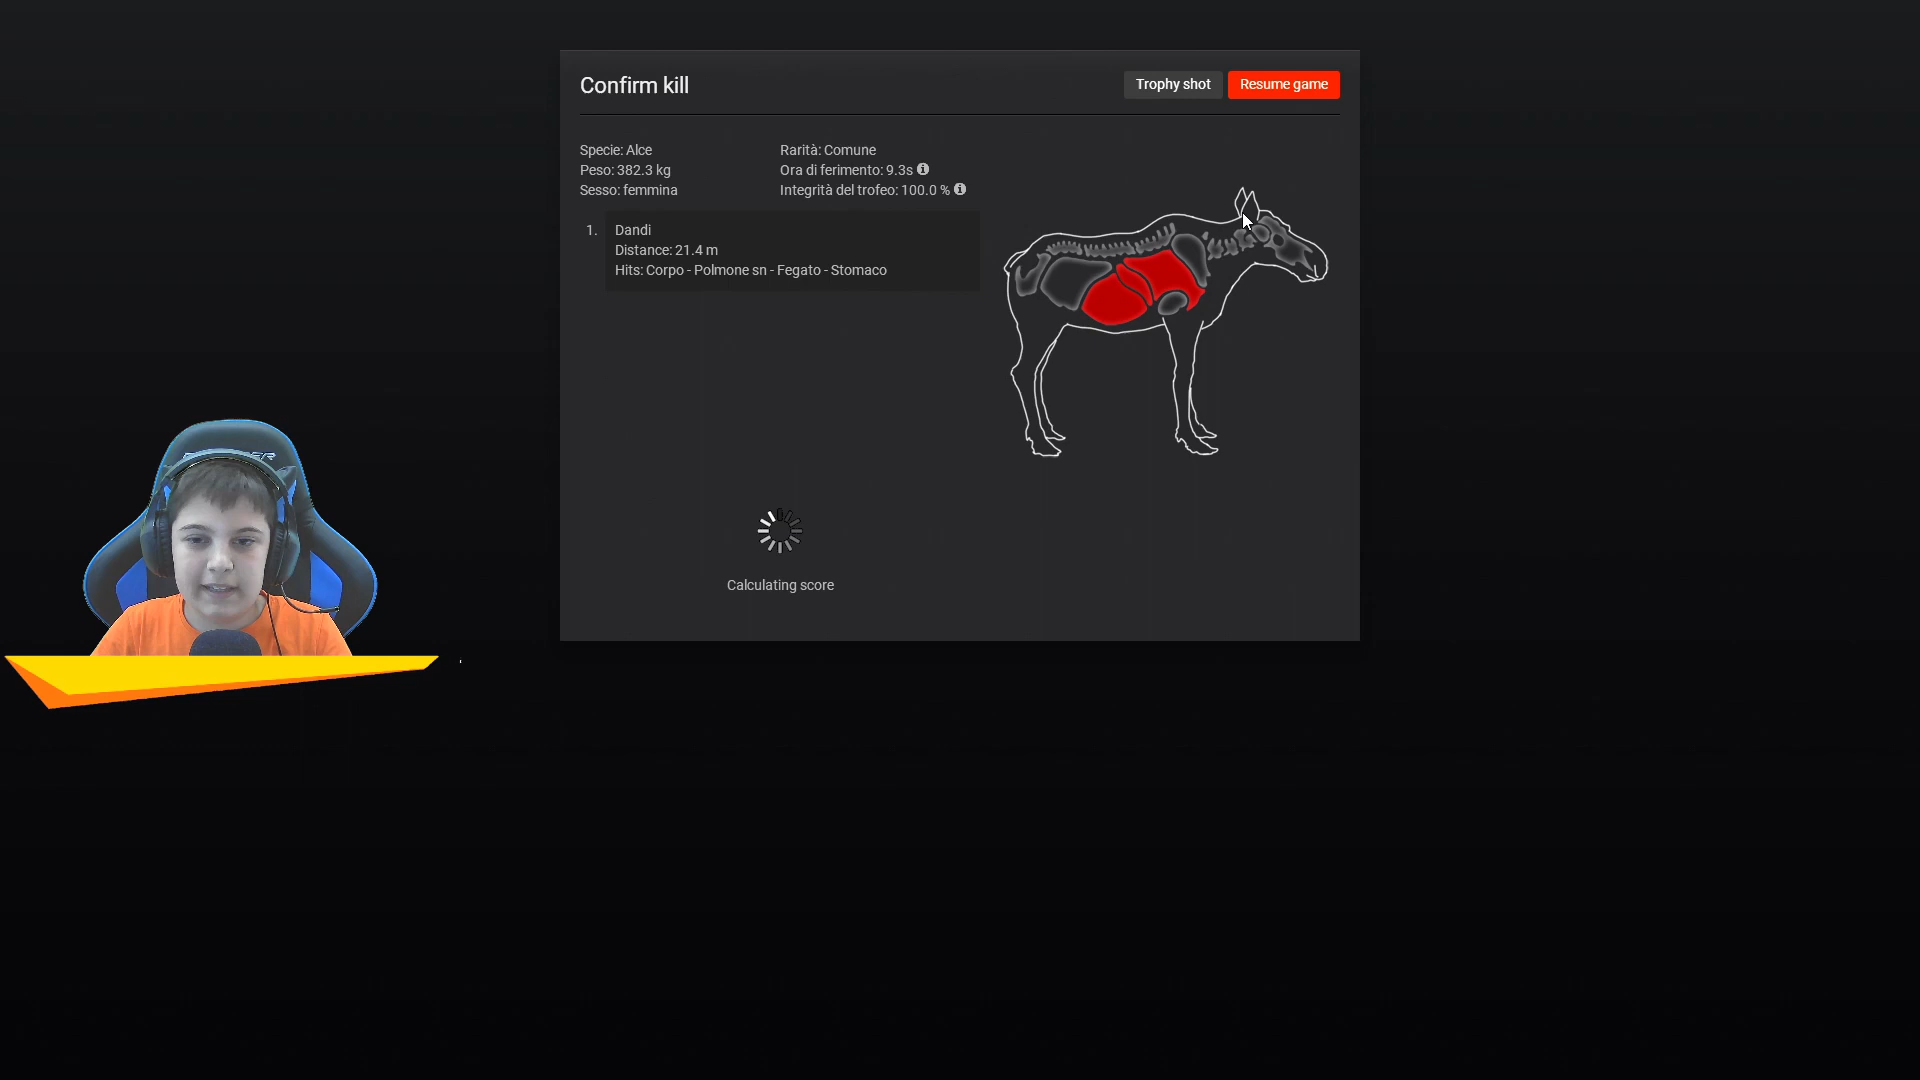 Confirm kill
Trophy shot
Resume game
Specie: Alce
Rarità: Comune
Peso: 382.3 kg
Ora di ferimento: 9.3s
Sesso: femmina
Integrità del trofeo: 100.0 %
1.
Dandi
Distance: 21.4 m
Hits: Corpo - Polmone sn - Fegato - Stomaco
Calculating score